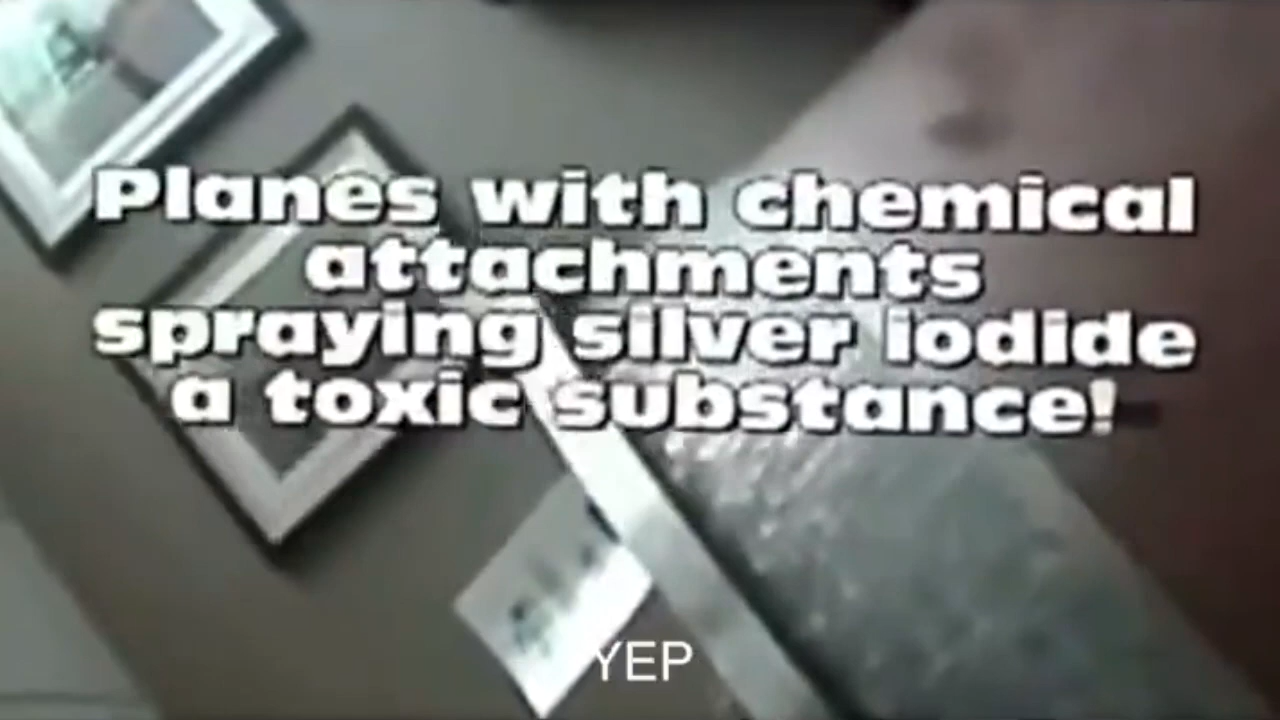 Planes with chemical
attachments
spraying silver iodide
a toxic substance!
YEP